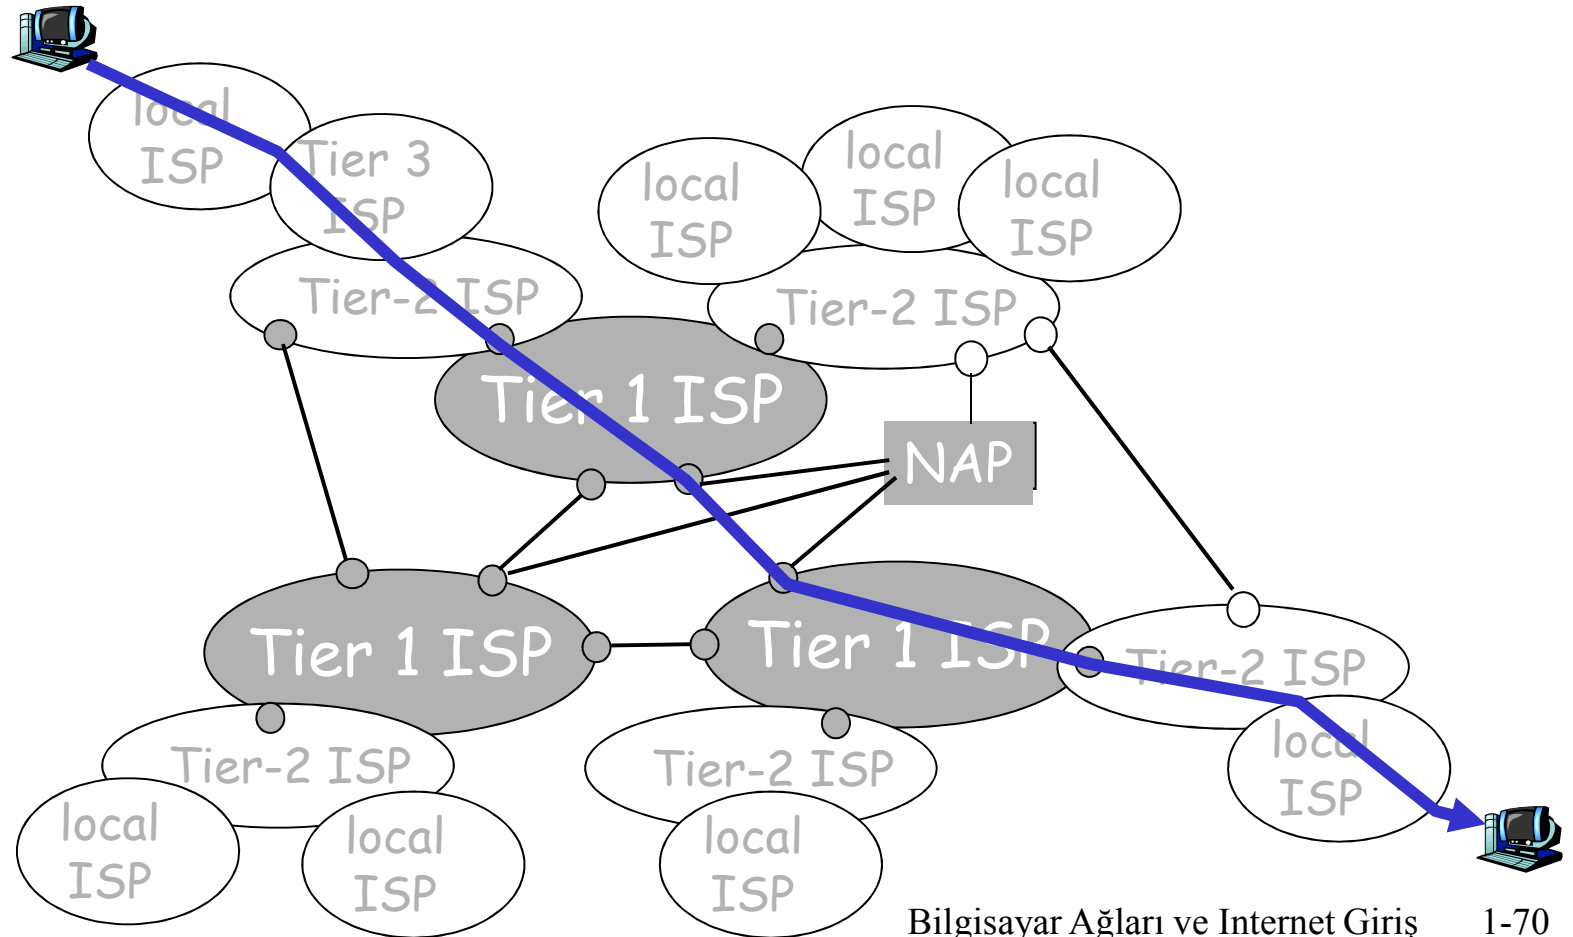 local
ISP
Tier 3
ISP
local
ISP
local
ISP
local
ISP
Tier-2 ISP
Tier-2 ISP
Tier 1 ISP
NAP
Tier 1 ISP
Tier 1 ISP
Tier-2 ISP
local
ISP
Tier-2 ISP
Tier-2 ISP
local
ISP
local
ISP
local
ISP
Bilgisayar Ağları ve Internet Giriş 1-70